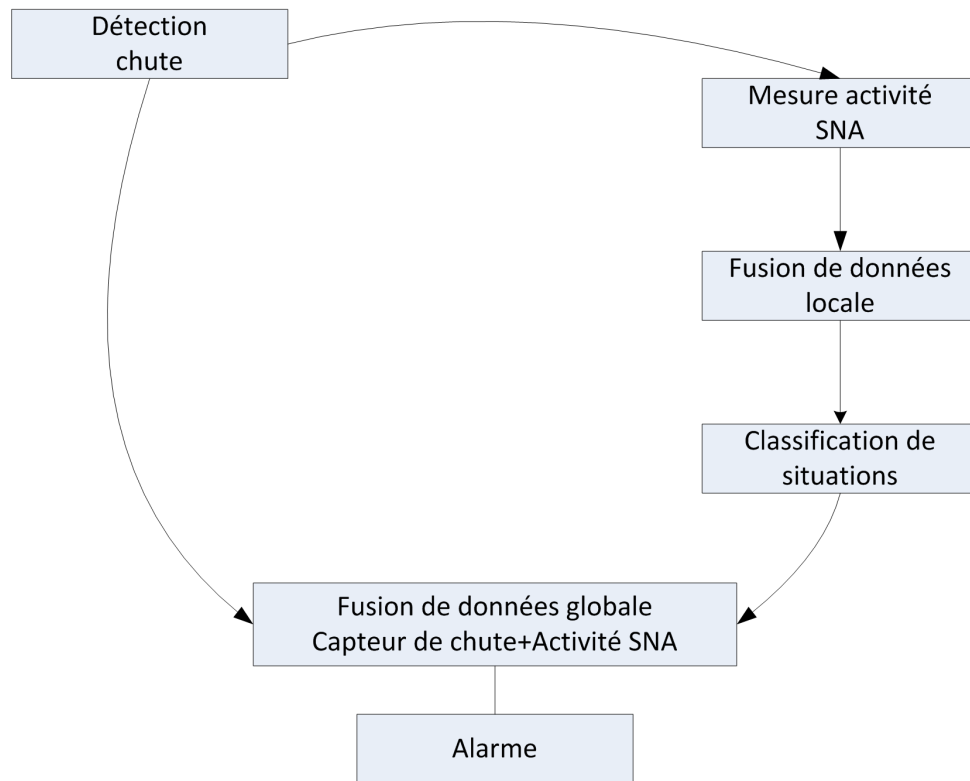 Détection
chute
Mesure activité
SNA
Fusion de données
locale
Classification de
situations
Fusion de données globale
Capteur de chute+Activité SNA
Alarme